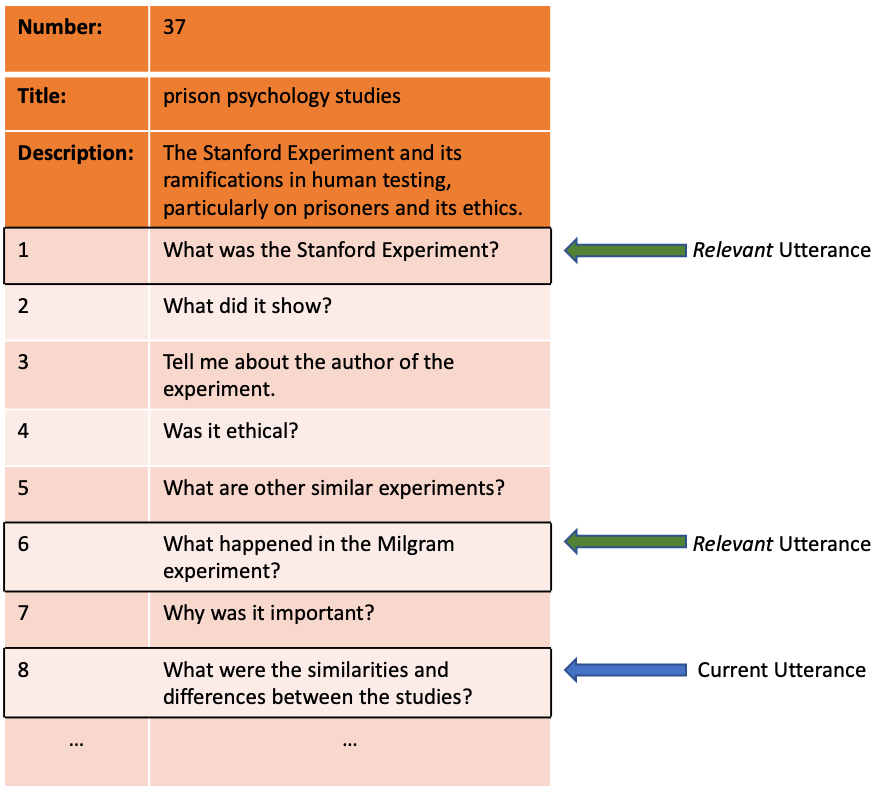 Number: 37
Title: prison psychology studies
Description: The Stanford Experiment and its
ramifications in human testing,
particularly on prisoners and its ethics.
1 What was the Stanford Experiment? Relevant Utterance
2 What did it show?
3 Tell me about the author of the
experiment.
4 Was it ethical?
5 What are other similar experiments?
6 What happened in the Milgram Relevant Utterance
experiment?
7 Why was it important?
8 What were the similarities and Current Utterance
differences between the studies?
... ...